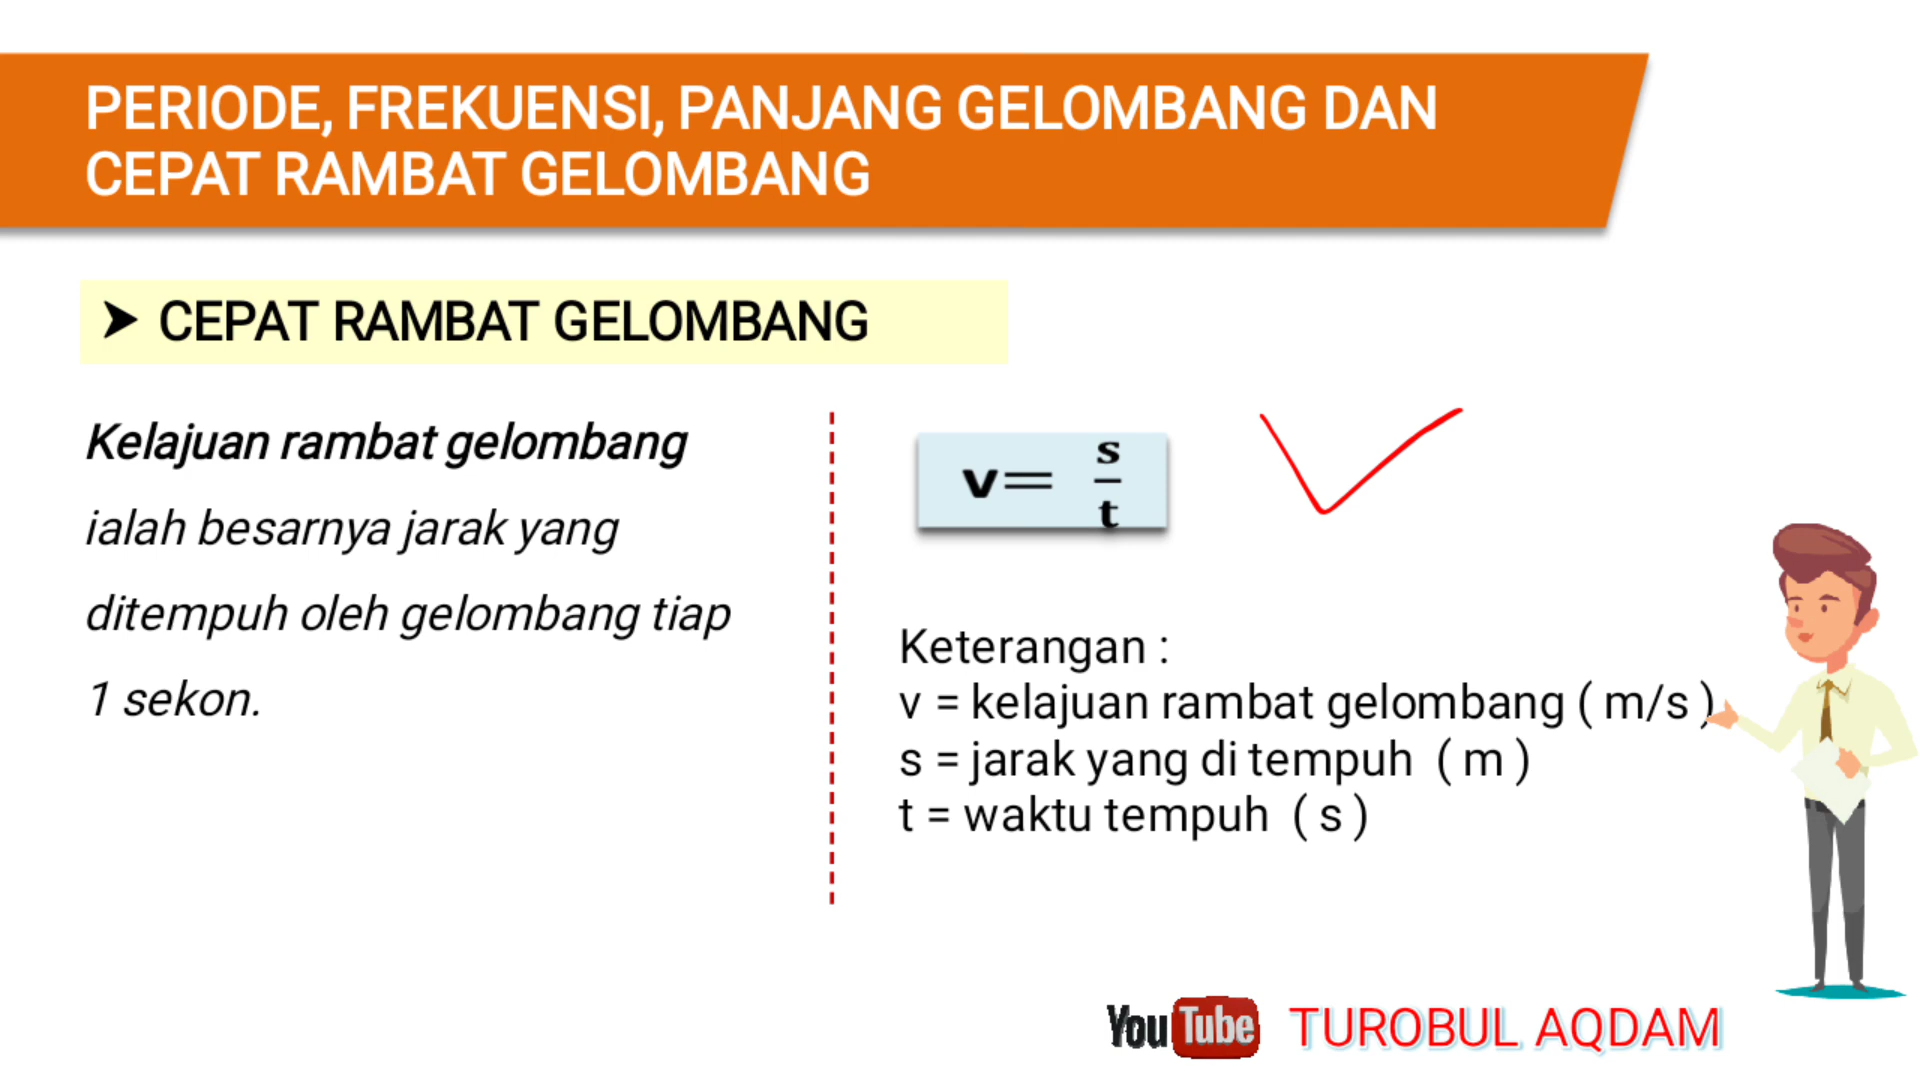 PERIODE, FREKUENSI, PANJANG GELOMBANG DAN
CEPAT RAMBAT GELOMBANG
➤ CEPAT RAMBAT GELOMBANG
Kelajuan rambat gelombang
ialah besarnya jarak yang
ditempuh oleh gelombang tiap
1 sekon.
v= s/t
Keterangan :
v = kelajuan rambat gelombang ( m/s )
s = jarak yang di tempuh ( m )
t = waktu tempuh ( s )
YouTube TUROBUL AQDAM